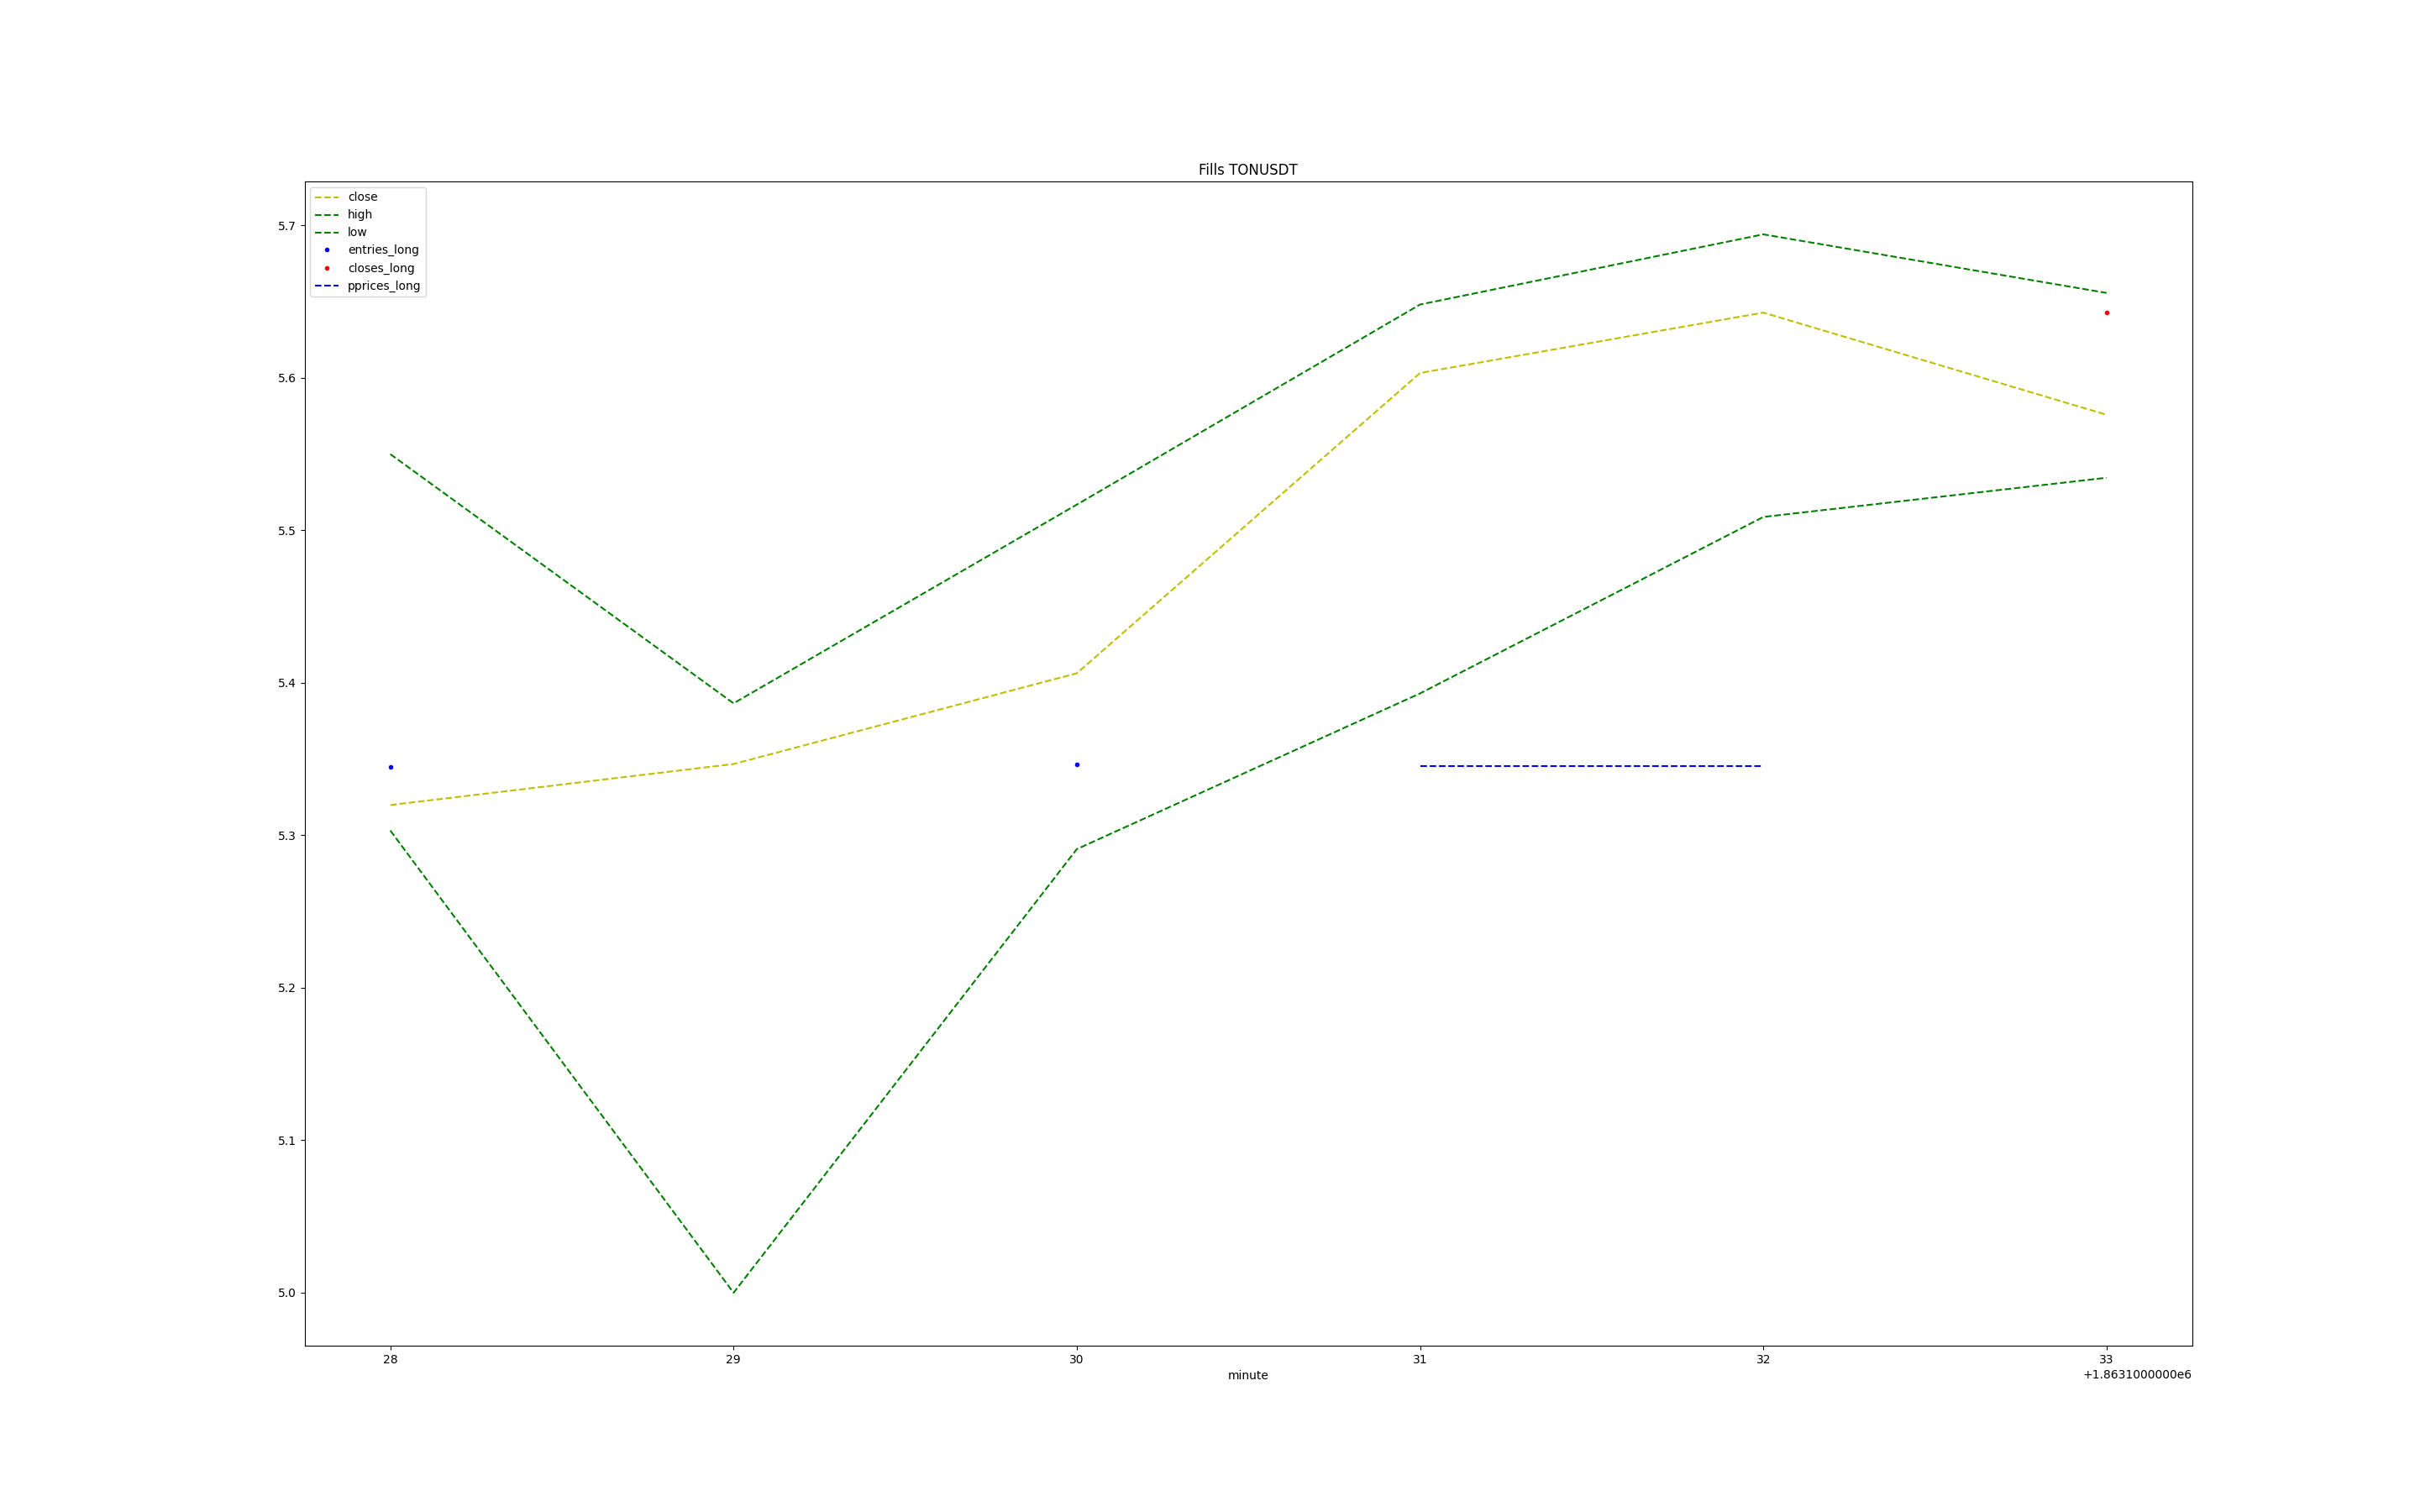 Fills TONUSDT
close
high
low
entries_long
closes_long
pprices_long
5.7
5.6
5.5
5.4
5.3
5.2
5.1
5.0
28 29 30 31 32 33
minute
+1.8631000000e6